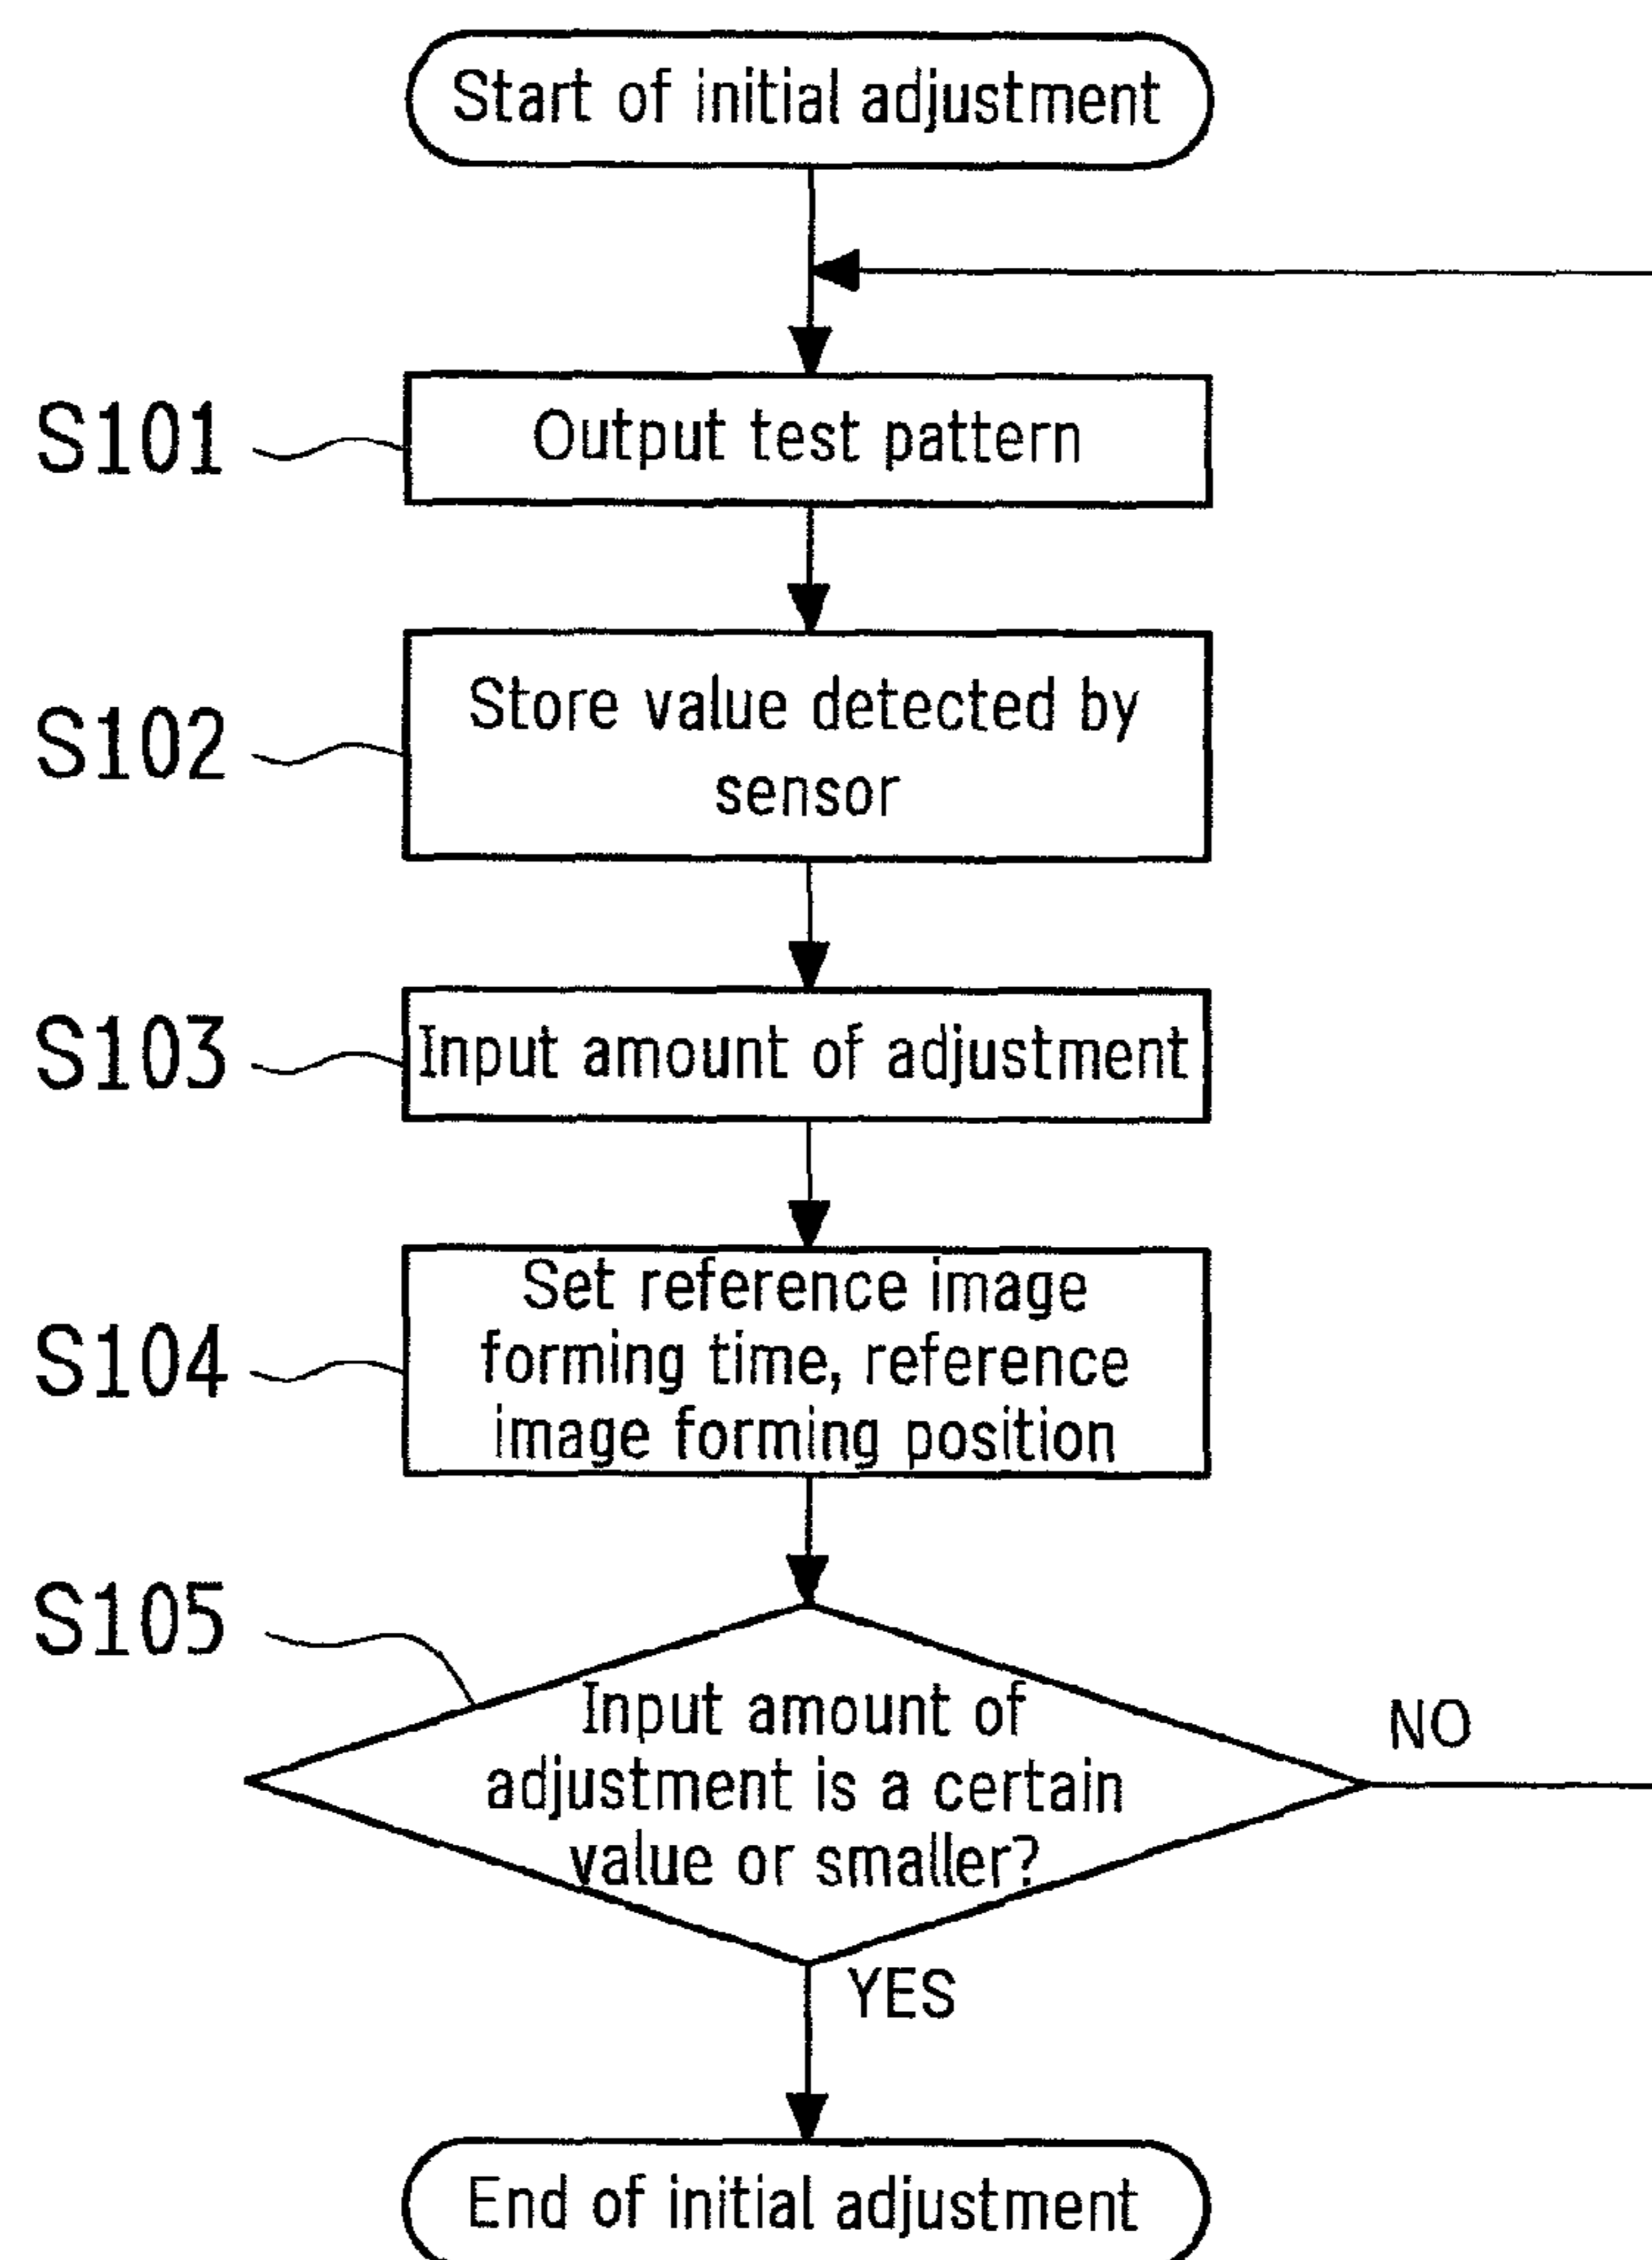 Start of initial adjustment
S101
Output test pattern
S102
Store value detected by
sensor
S103
Input amount of adjustment
S104
Set reference image
forming time, reference
image forming position
S105
Input amount of
adjustment is a certain
value or smaller?
NO
YES
End of initial adjustment